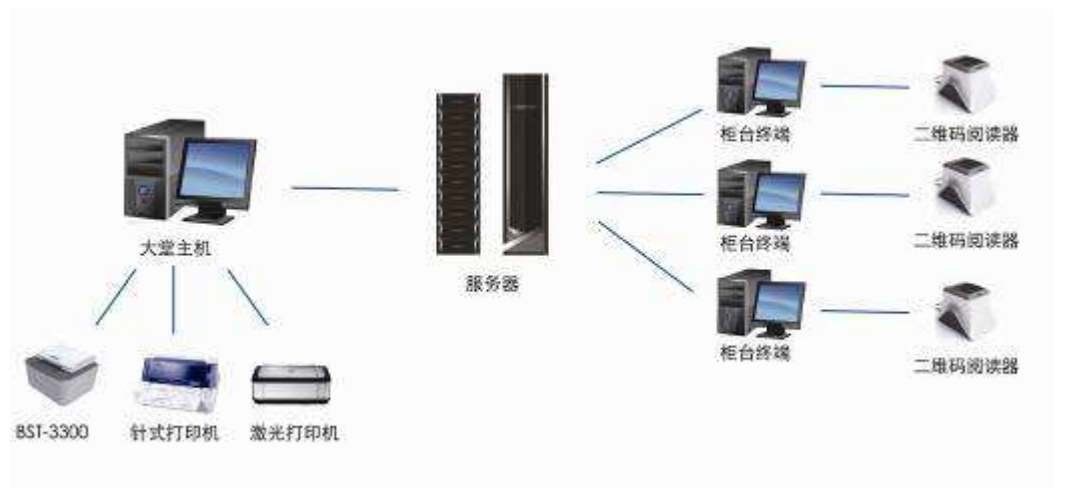 柜台终端
二维码阅读器
大堂主机
柜台终端
二维码阅读器
服务器
柜台终端
二维码阅读器
BST-3300
针式打印机
激光打印机